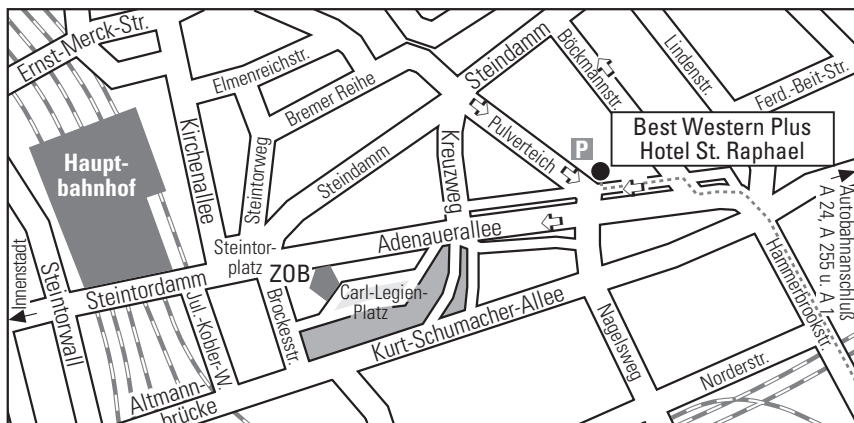 Ernst-Merck-Str.
Elmenreichstr.
Bremer Reihe
Steindamm
Böckmannstr.
Lindenstr.
Ferd.-Beit-Str.
Haupt-
bahnhof
Kirchenallee
Steintorweg
Steindamm
Kreuzweg
Pulverteich
P
Best Western Plus
Hotel St. Raphael
Adenauerallee
Steintor-
platz
ZOB
Carl-Legien-
Platz
Innenstadt
Steintorwall
Steintordamm
Jul.-Kobler-W.
Brockesstr.
Kurt-Schumacher-Allee
Altmann-
brücke
Nagelsweg
Norderstr.
Hammerbrookstr.
Autobahnanschluß
A 24, A 255 u. A 1